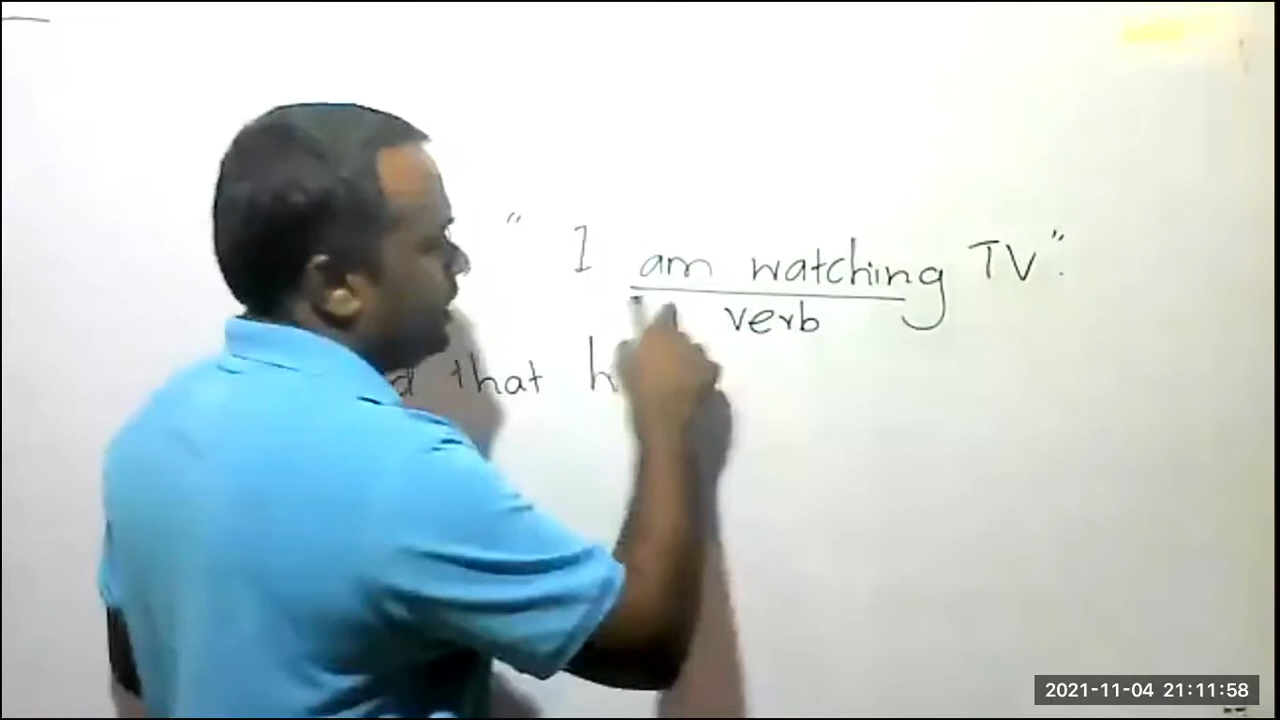 " I am watching TV".
verb
that
2021-11-04 21:11:58